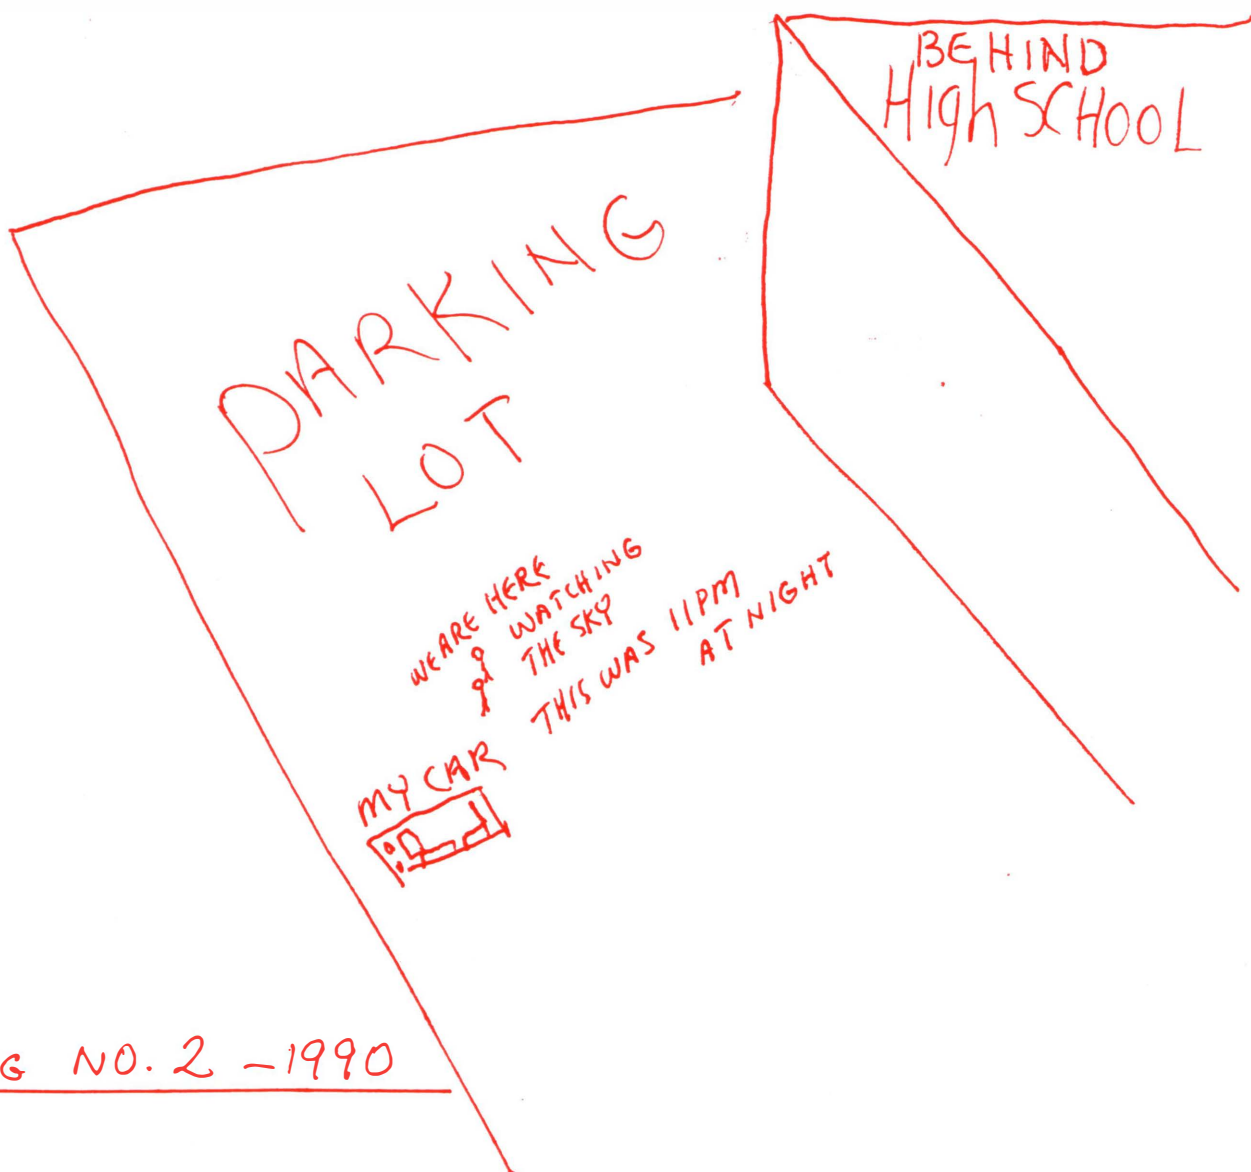 BEHIND
HIgh SCHOOL
PARKING
LOT
WE ARE HERE
WATCHING
THE SKY
THIS WAS 11PM
AT NIGHT
MY CAR
G NO. 2 - 1990